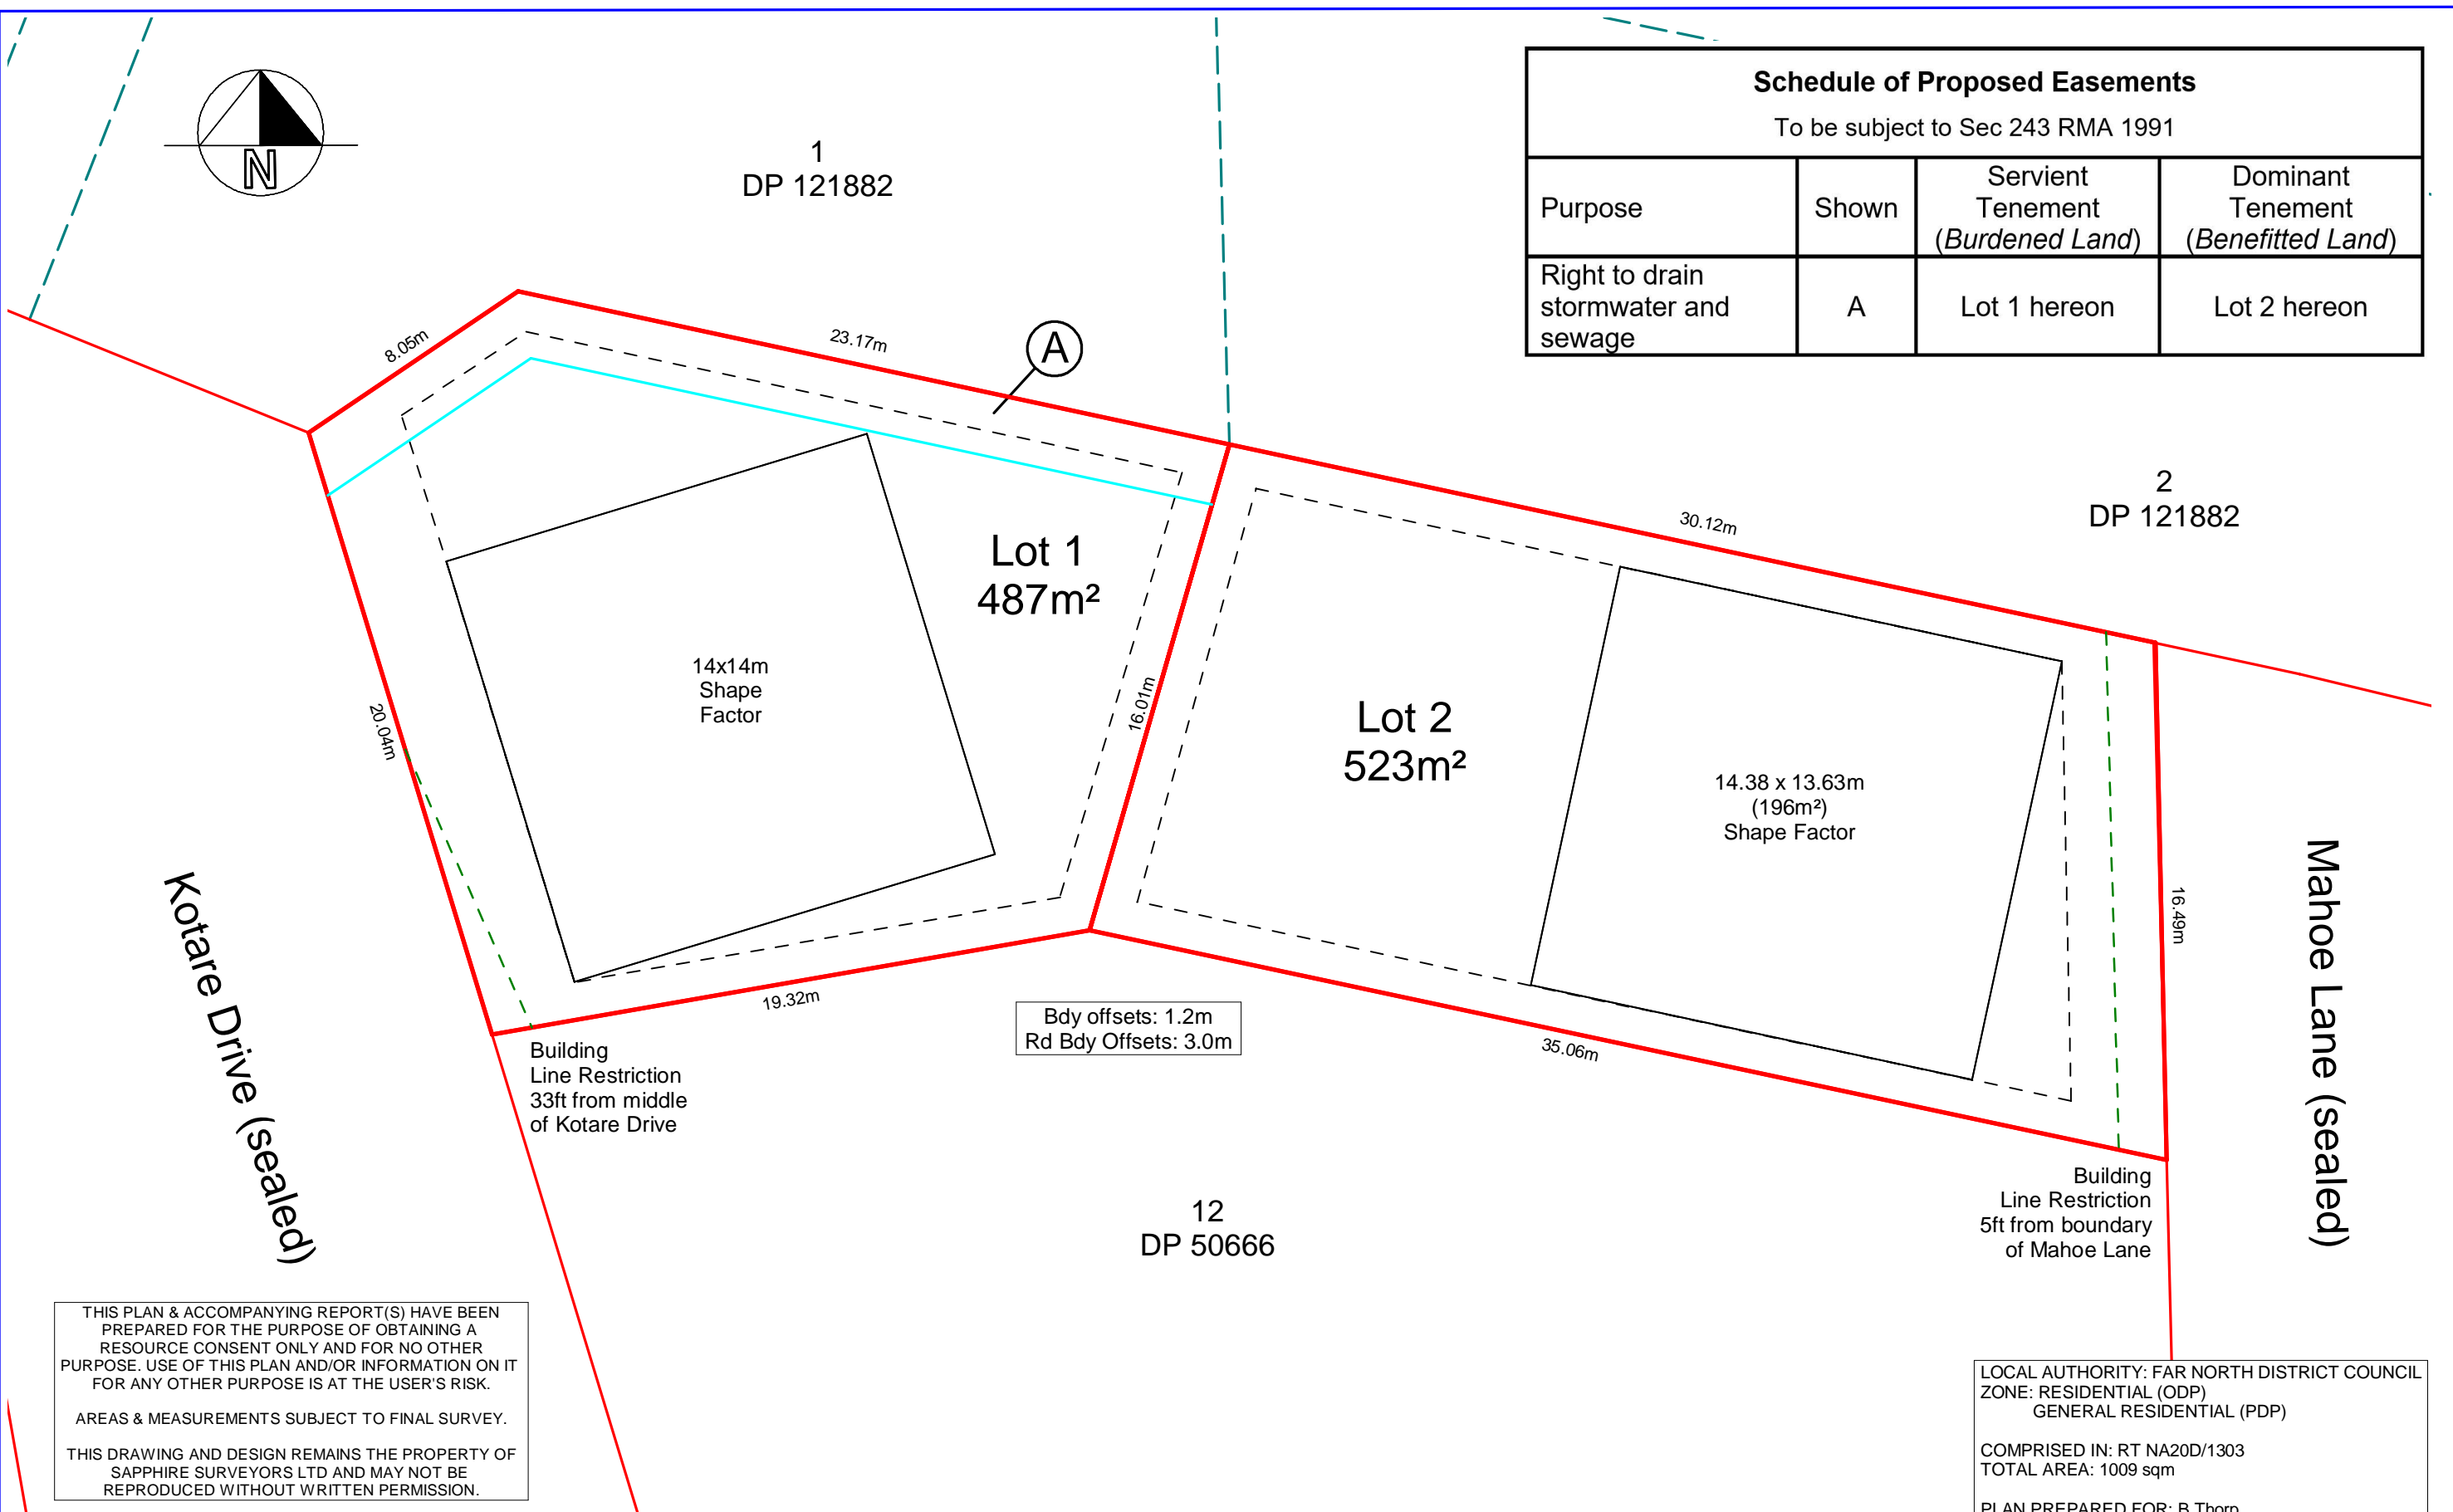 N
1
DP 121882
Schedule of Proposed Easements
To be subject to Sec 243 RMA 1991
Purpose
Shown
Servient
Tenement
(Burdened Land)
Dominant
Tenement
(Benefitted Land)
Right to drain
stormwater and
sewage
A
Lot 1 hereon
Lot 2 hereon
8.05m
23.17m
A
2
DP 121882
30.12m
Lot 1
487m²
14x14m
Shape
Factor
20.04m
16.01m
Lot 2
523m²
14.38 x 13.63m
(196m²)
Shape Factor
16.49m
Kotare Drive (sealed)
Mahoe Lane (sealed)
19.32m
Bdy offsets: 1.2m
Rd Bdy Offsets: 3.0m
35.06m
Building
Line Restriction
33ft from middle
of Kotare Drive
Building
Line Restriction
5ft from boundary
of Mahoe Lane
12
DP 50666
THIS PLAN & ACCOMPANYING REPORT(S) HAVE BEEN
PREPARED FOR THE PURPOSE OF OBTAINING A
RESOURCE CONSENT ONLY AND FOR NO OTHER
PURPOSE. USE OF THIS PLAN AND/OR INFORMATION ON IT
FOR ANY OTHER PURPOSE IS AT THE USER'S RISK.
AREAS & MEASUREMENTS SUBJECT TO FINAL SURVEY.
THIS DRAWING AND DESIGN REMAINS THE PROPERTY OF
SAPPHIRE SURVEYORS LTD AND MAY NOT BE
REPRODUCED WITHOUT WRITTEN PERMISSION.
LOCAL AUTHORITY: FAR NORTH DISTRICT COUNCIL
ZONE: RESIDENTIAL (ODP)
GENERAL RESIDENTIAL (PDP)
COMPRISED IN: RT NA20D/1303
TOTAL AREA: 1009 sqm
PLAN PREPARED FOR: B Thorp